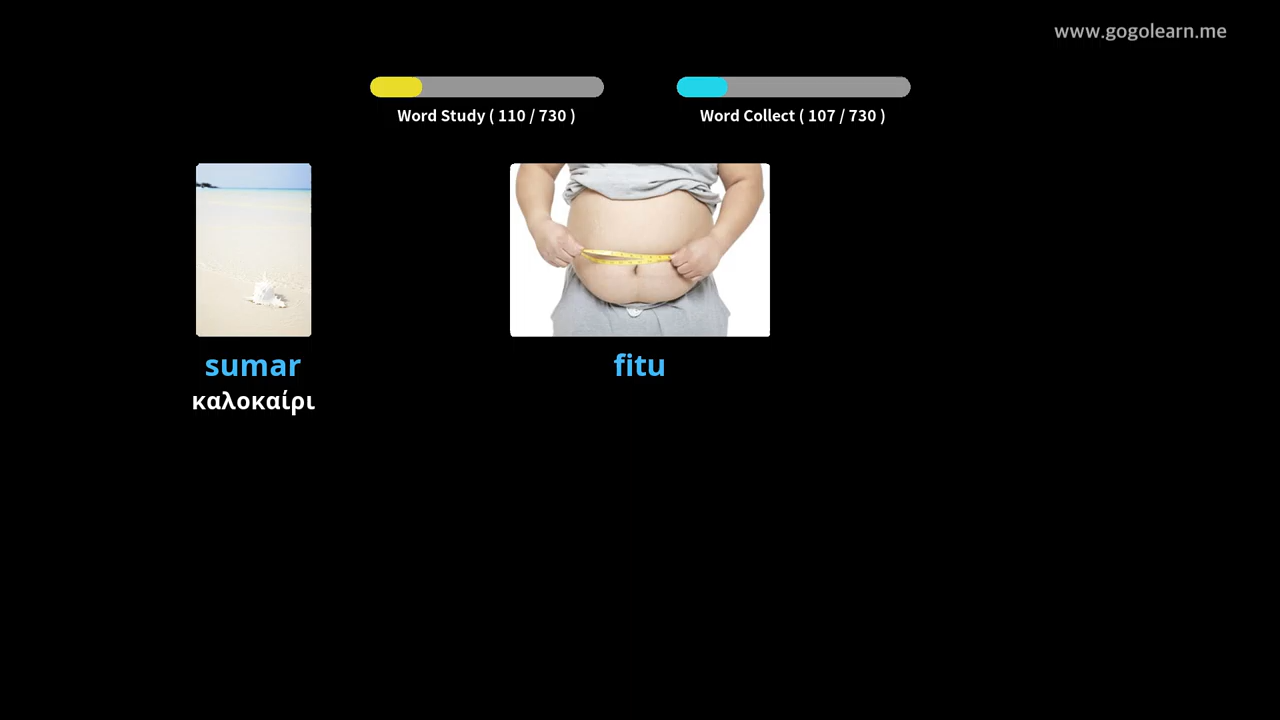 www.gogolearn.me
Word Study ( 110 / 730 )
Word Collect ( 107 / 730 )
sumar
καλοκαίρι
fitu